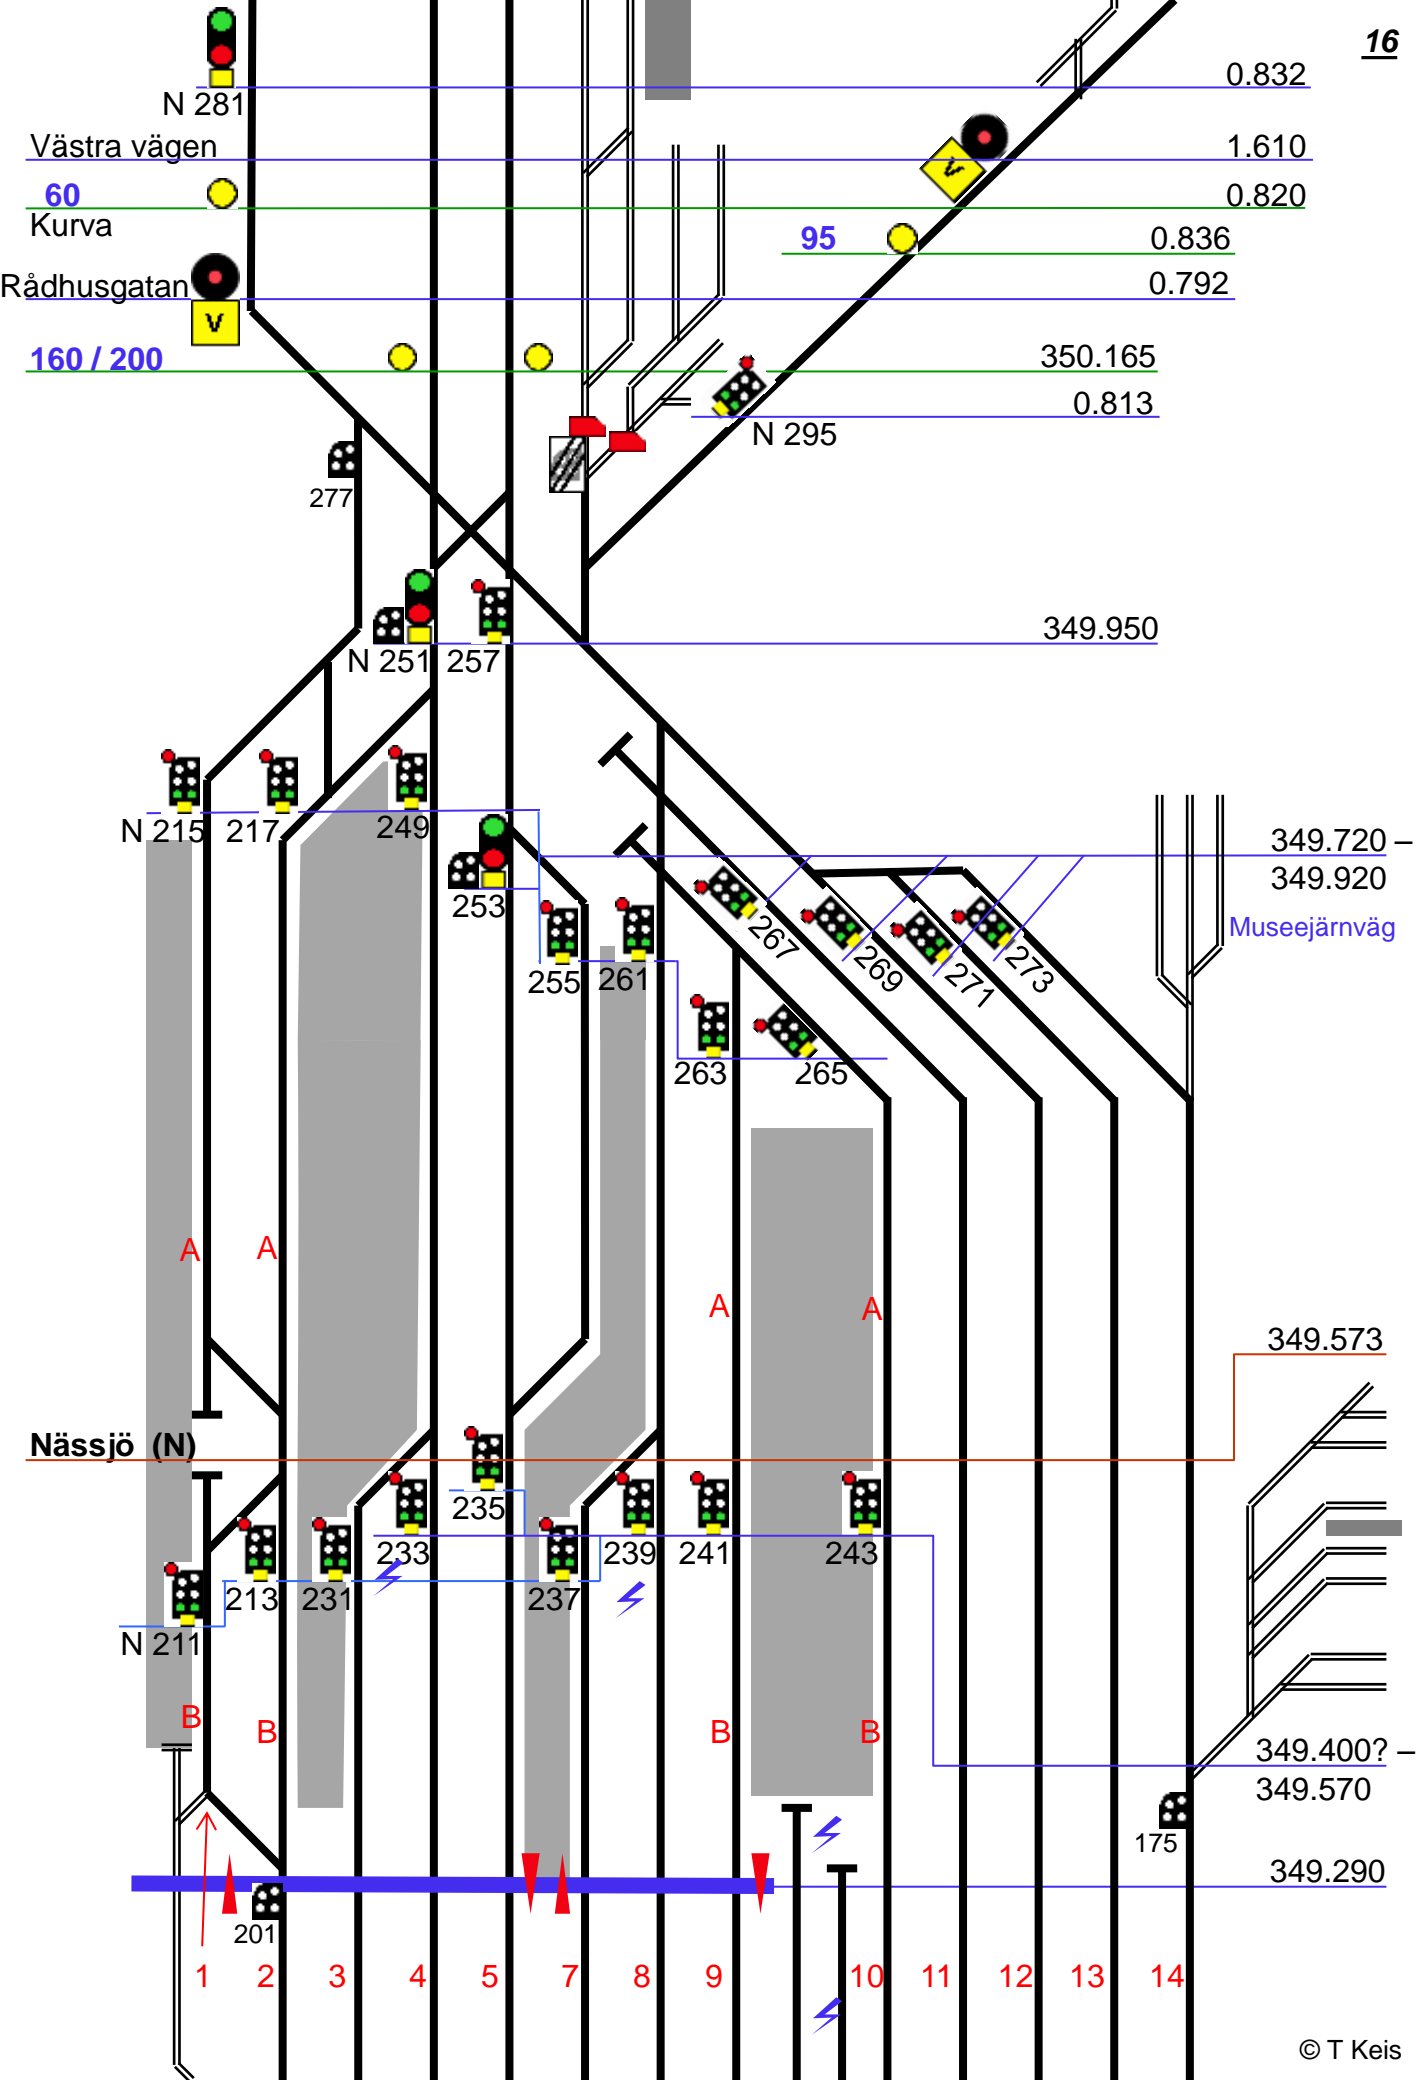 16
0.832
N 281
Västra vägen 1.610
60 0.820
Kurva
95 0.836
Rådhusgatan 0.792
V
V
160 / 200 350.165
0.813
N 295
277
349.950
N 251 257
N 215 217 249
253
349.720 –
349.920
Museejärnväg
255 261 267 269 271 273
263 265
A A
A A
349.573
Nässjö (N)
235
233 239 241 243
213 231 237
N 211
B B B B
349.400? –
349.570
175
349.290
201
1 2 3 4 5 7 8 9 10 11 12 13 14
© T Keis